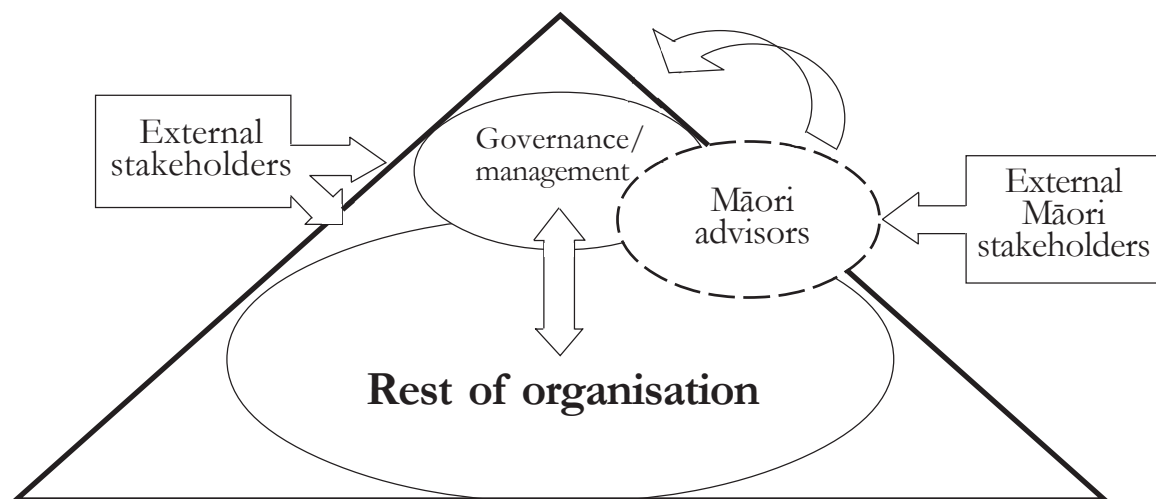 External
stakeholders
Governance/
management
Māori
advisors
External
Māori
stakeholders
Rest of organisation